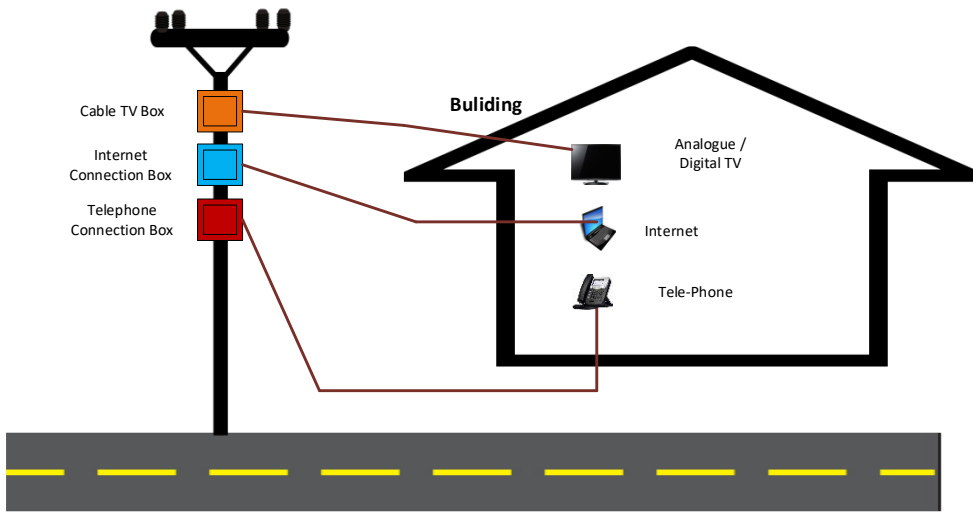 Buliding
Cable TV Box
Analogue /
Digital TV
Internet
Connection Box
Telephone
Connection Box
Internet
Tele-Phone